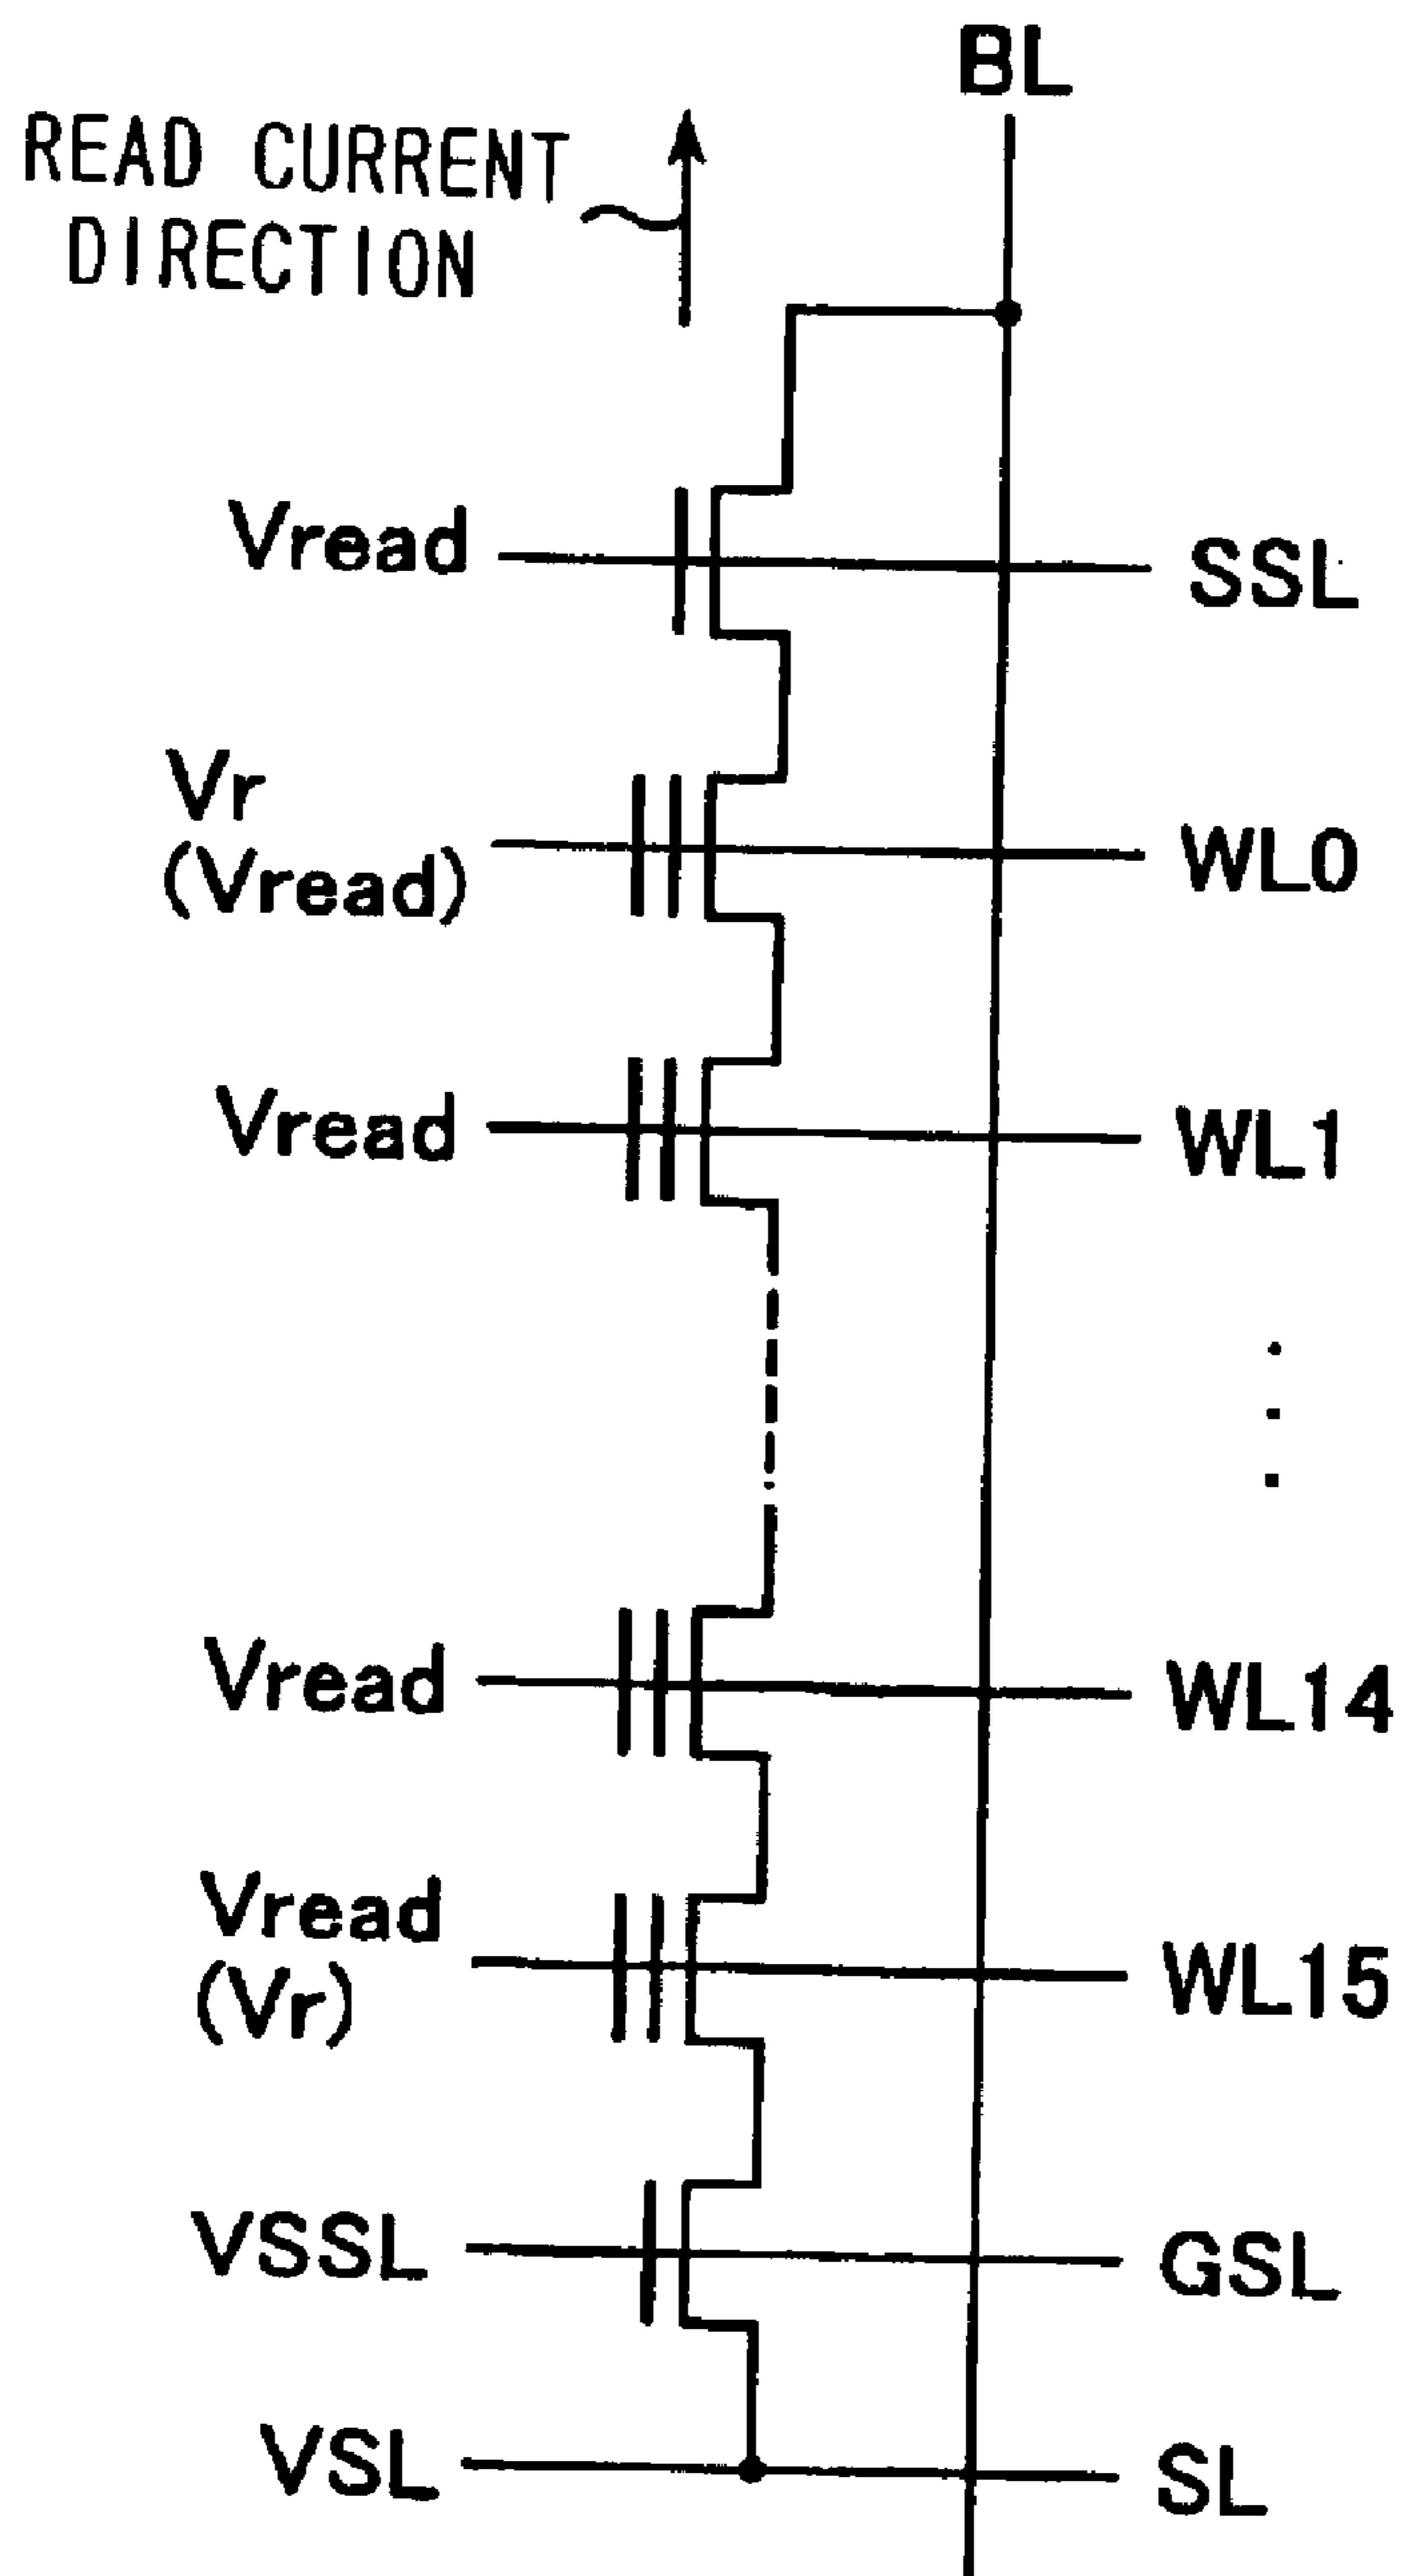 BL
READ CURRENT
DIRECTION
Vread
SSL
Vr
(Vread)
WL0
Vread
WL1
Vread
WL14
Vread
(Vr)
WL15
VSSL
GSL
VSL
SL